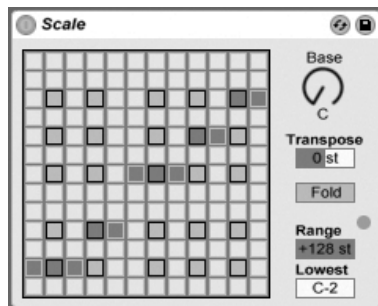 Scale
Base
C
Transpose
0 st
Fold
Range
+128 st
Lowest
C-2